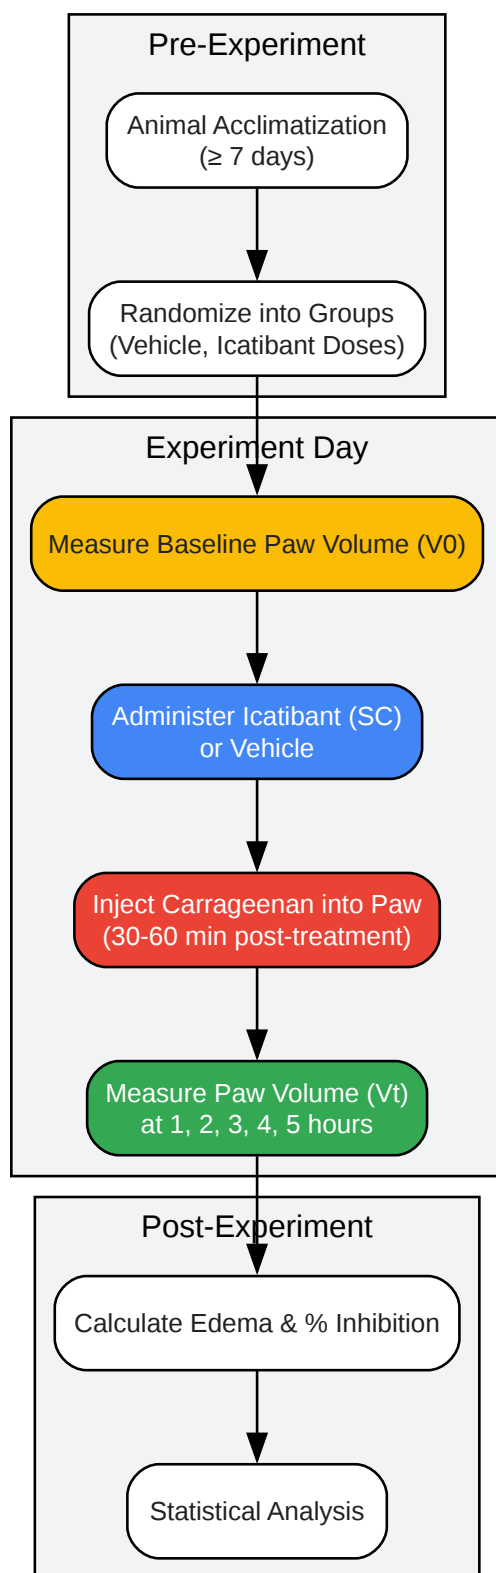 Pre-Experiment
Animal Acclimatization
(≥ 7 days)
Randomize into Groups
(Vehicle, Icatibant Doses)
Experiment Day
Measure Baseline Paw Volume (V0)
Administer Icatibant (SC)
or Vehicle
Inject Carrageenan into Paw
(30-60 min post-treatment)
Measure Paw Volume (Vt)
at 1, 2, 3, 4, 5 hours
Post-Experiment
Calculate Edema & % Inhibition
Statistical Analysis